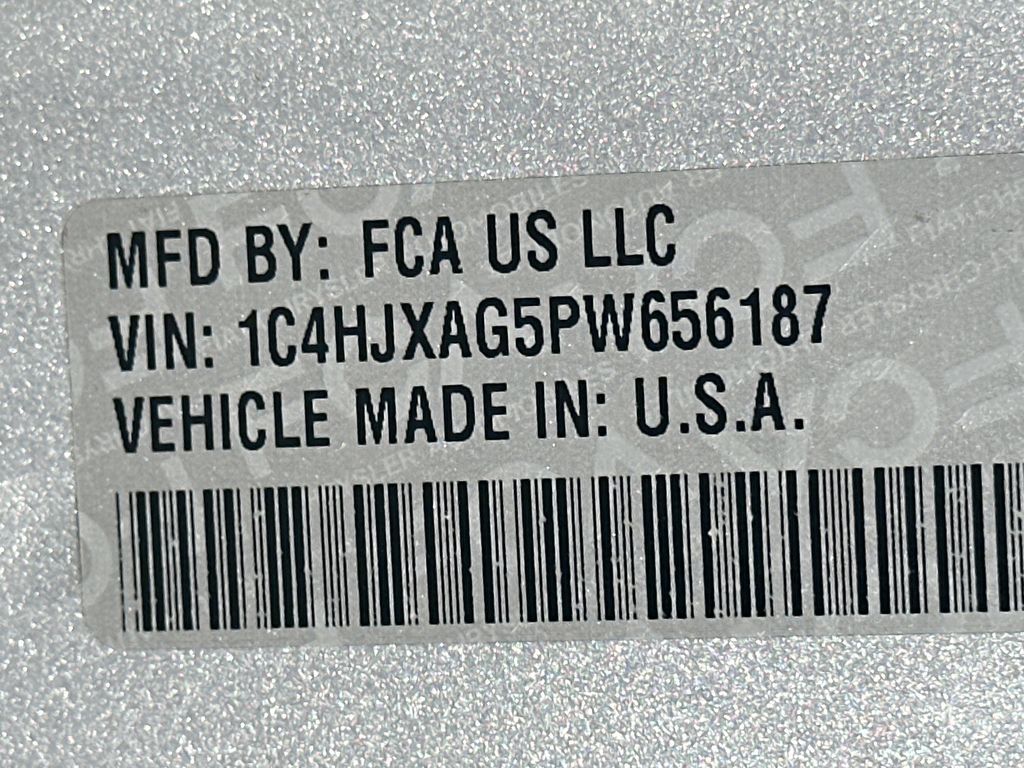 MFD BY: FCA US LLC
VIN: 1C4HJXAG5PW656187
VEHICLE MADE IN: U.S.A.